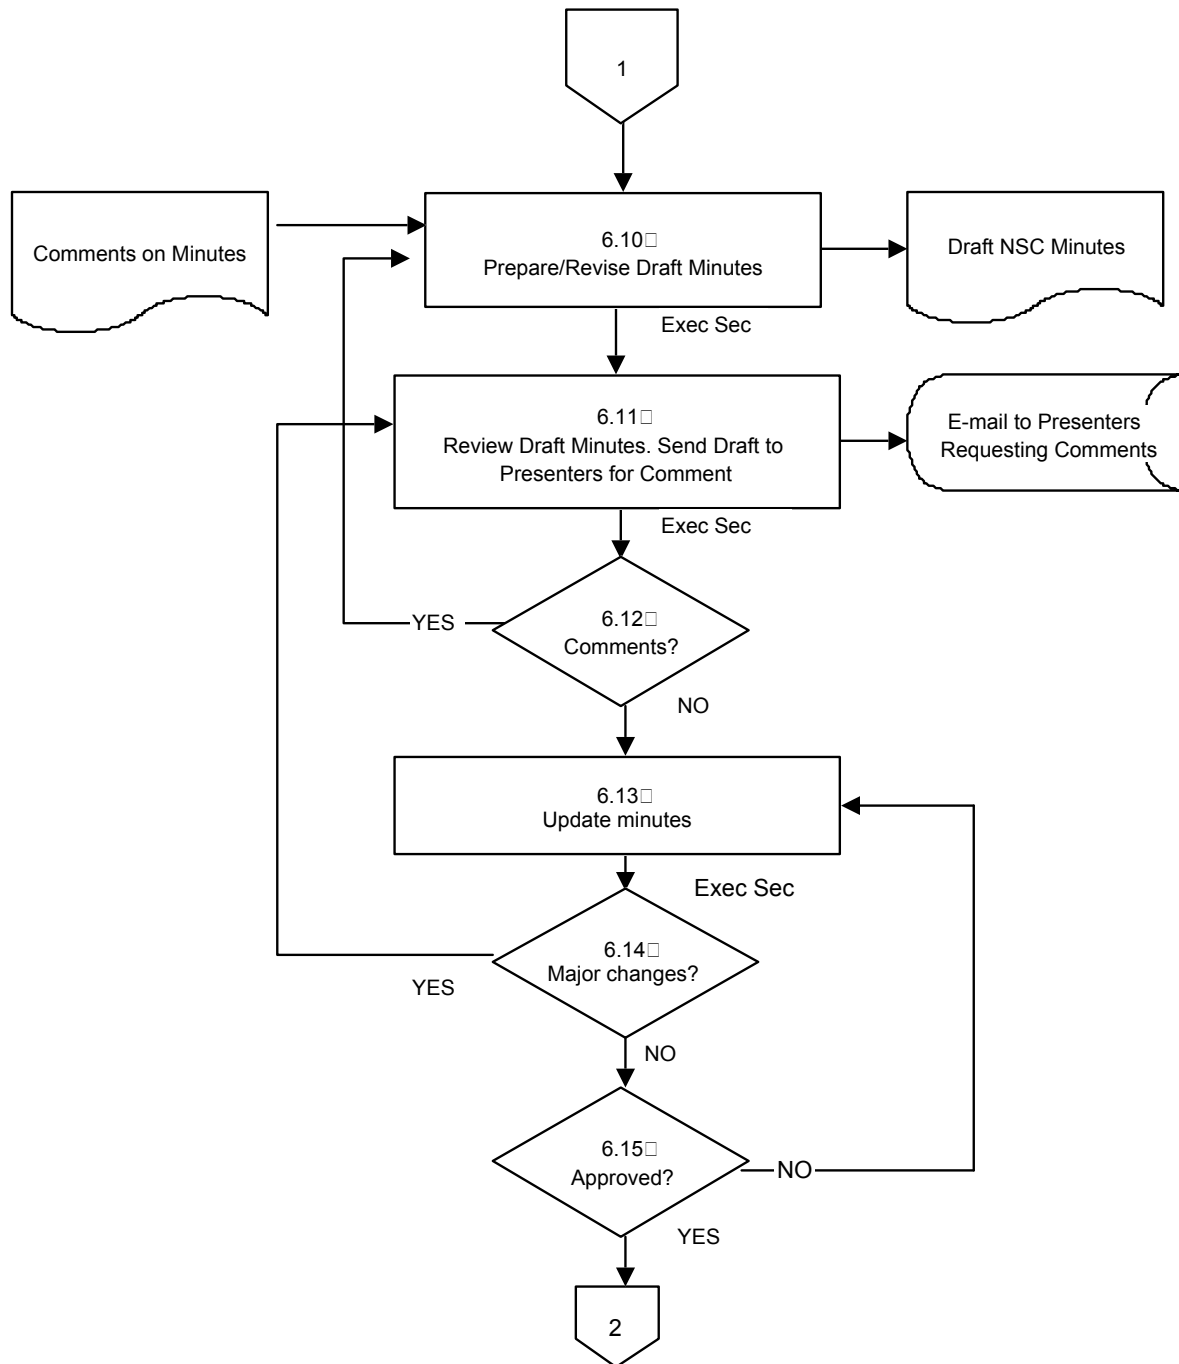 1
Comments on Minutes
6.10□
Prepare/Revise Draft Minutes
Draft NSC Minutes
Exec Sec
6.11□
Review Draft Minutes. Send Draft to
Presenters for Comment
E-mail to Presenters
Requesting Comments
Exec Sec
YES
6.12□
Comments?
NO
6.13□
Update minutes
Exec Sec
6.14□
Major changes?
YES
NO
6.15□
Approved?
NO
YES
2